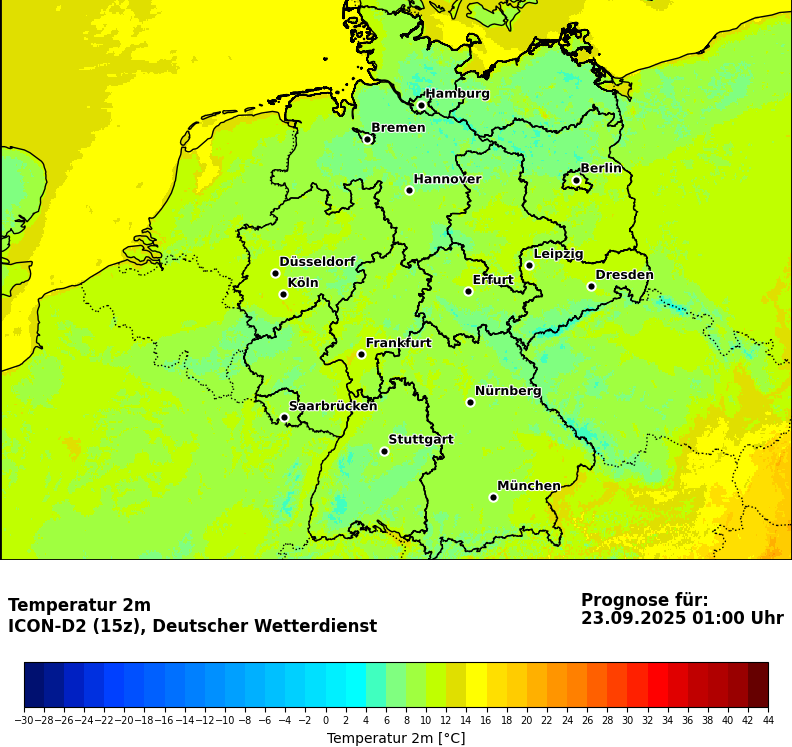 Hamburg
Bremen
Berlin
Hannover
Leipzig
Düsseldorf
Dresden
Köln
Erfurt
Frankfurt
Nürnberg
Saarbrücken
Stuttgart
München
Temperatur 2m
ICON-D2 (15z), Deutscher Wetterdienst
Prognose für:
23.09.2025 01:00 Uhr
−30 −28 −26 −24 −22 −20 −18 −16 −14 −12 −10 −8 −6 −4 −2 0 2 4 6 8 10 12 14 16 18 20 22 24 26 28 30 32 34 36 38 40 42 44
Temperatur 2m [°C]